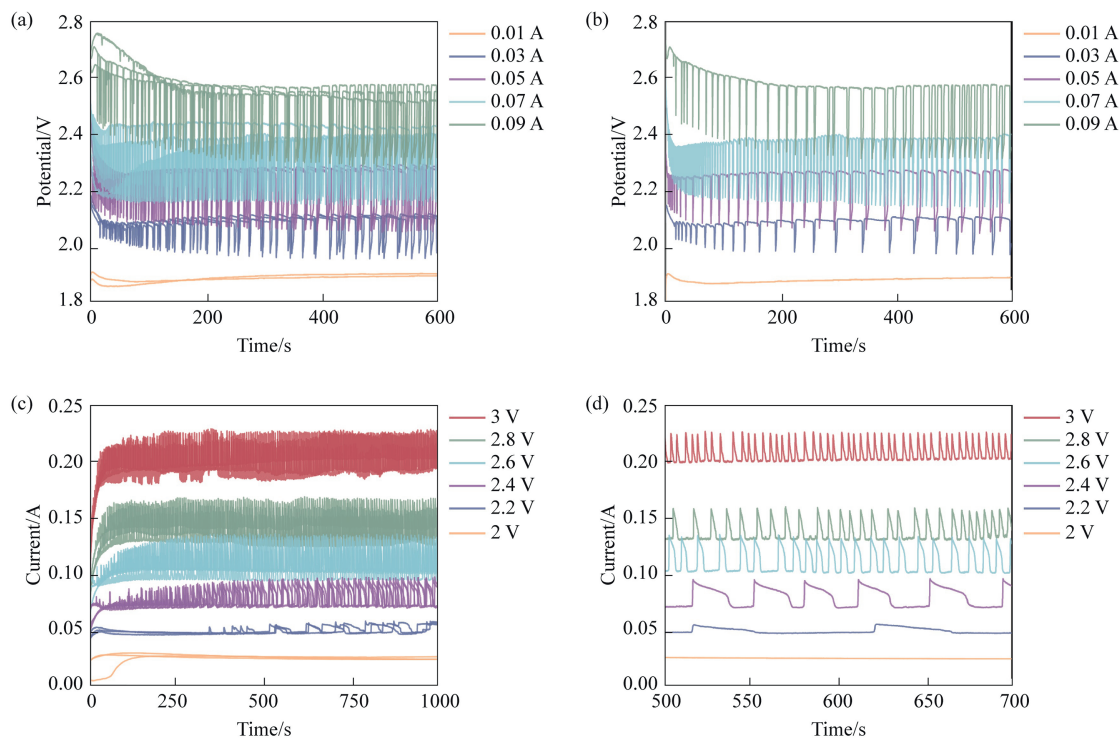 (a)
2.8
2.6
2.4
2.2
2.0
1.8
Potential/V
0
200
400
600
Time/s
0.01 A
0.03 A
0.05 A
0.07 A
0.09 A
(b)
2.8
2.6
2.4
2.2
2.0
1.8
Potential/V
0
200
400
600
Time/s
0.01 A
0.03 A
0.05 A
0.07 A
0.09 A
(c)
0.25
0.20
0.15
0.10
0.05
0.00
Current/A
0
250
500
750
1000
Time/s
3 V
2.8 V
2.6 V
2.4 V
2.2 V
2 V
(d)
0.25
0.20
0.15
0.10
0.05
0.00
Current/A
500
550
600
650
700
Time/s
3 V
2.8 V
2.6 V
2.4 V
2.2 V
2 V